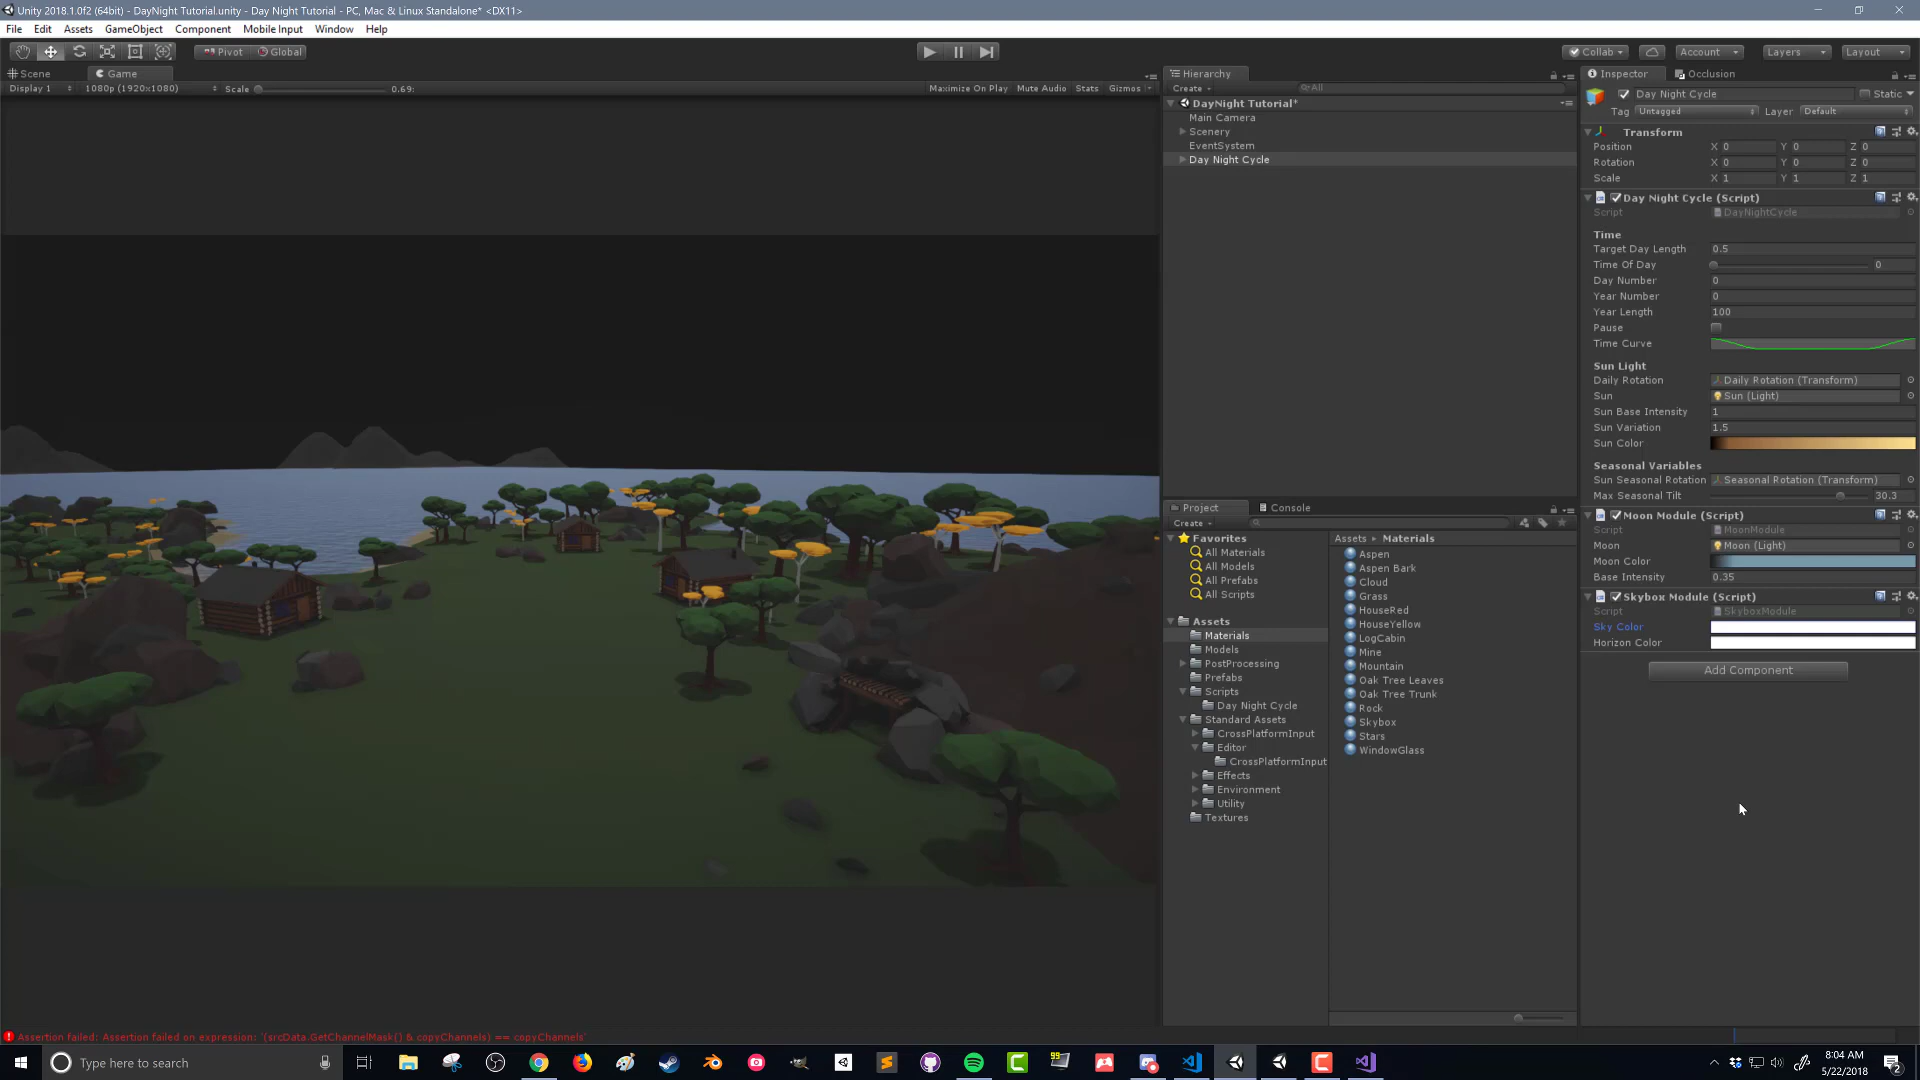 Unity 2018.1.0f2 (64bit) - DayNight Tutorial.unity - Day Night Tutorial - PC, Mac & Linux Standalone* <DX11>
File Edit Assets GameObject Component Mobile Input Window Help
Pivot Global Collab Account Layers Layout
Scene Game
Display 1 1080p (1920x1080) Scale 0.69: Maximize On Play Mute Audio Stats Gizmos
Hierarchy
Create All
DayNight Tutorial*
Main Camera
Scenery
EventSystem
Day Night Cycle
Project Console
Create
Favorites
All Materials
All Models
All Prefabs
All Scripts
Assets
Materials
Models
PostProcessing
Prefabs
Scripts
Day Night Cycle
Standard Assets
CrossPlatformInput
Editor
CrossPlatformInput
Effects
Environment
Utility
Textures
Assets Materials
Aspen
Aspen Bark
Cloud
Grass
HouseRed
HouseYellow
LogCabin
Mine
Mountain
Oak Tree Leaves
Oak Tree Trunk
Rock
Skybox
Stars
WindowGlass
Inspector Occlusion
Day Night Cycle Static
Tag Untagged Layer Default
Transform
Position X 0 Y 0 Z 0
Rotation X 0 Y 0 Z 0
Scale X 1 Y 1 Z 1
Day Night Cycle (Script)
Script DayNightCycle
Time
Target Day Length 0.5
Time Of Day 0
Day Number 0
Year Number 0
Year Length 100
Pause
Time Curve
Sun Light
Daily Rotation Daily Rotation (Transform)
Sun Sun (Light)
Sun Base Intensity 1
Sun Variation 1.5
Sun Color
Seasonal Variables
Sun Seasonal Rotation Seasonal Rotation (Transform)
Max Seasonal Tilt 30.3
Moon Module (Script)
Script MoonModule
Moon Moon (Light)
Moon Color
Base Intensity 0.35
Skybox Module (Script)
Script SkyboxModule
Sky Color
Horizon Color
Add Component
Assertion failed: Assertion failed on expression: '(srcData.GetChannelMask() & copyChannels) == copyChannels'
Type here to search
99
8:04 AM
5/22/2018
2